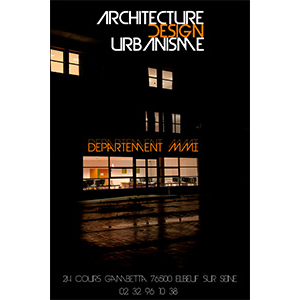 ARCHITECTURE
DESIGN
URBANISME
DEPARTEMENT MMI
24 COURS GAMBETTA 76500 ELBEUF SUR SEINE
02 32 96 10 38